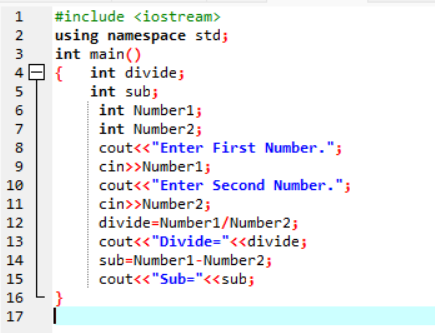 1 #include <iostream>
2 using namespace std;
3 int main()
4 {   int divide;
5     int sub;
6      int Number1;
7      int Number2;
8      cout<<"Enter First Number.";
9      cin>>Number1;
10      cout<<"Enter Second Number.";
11      cin>>Number2;
12      divide=Number1/Number2;
13      cout<<"Divide="<<divide;
14      sub=Number1-Number2;
15      cout<<"Sub="<<sub;
16 }
17